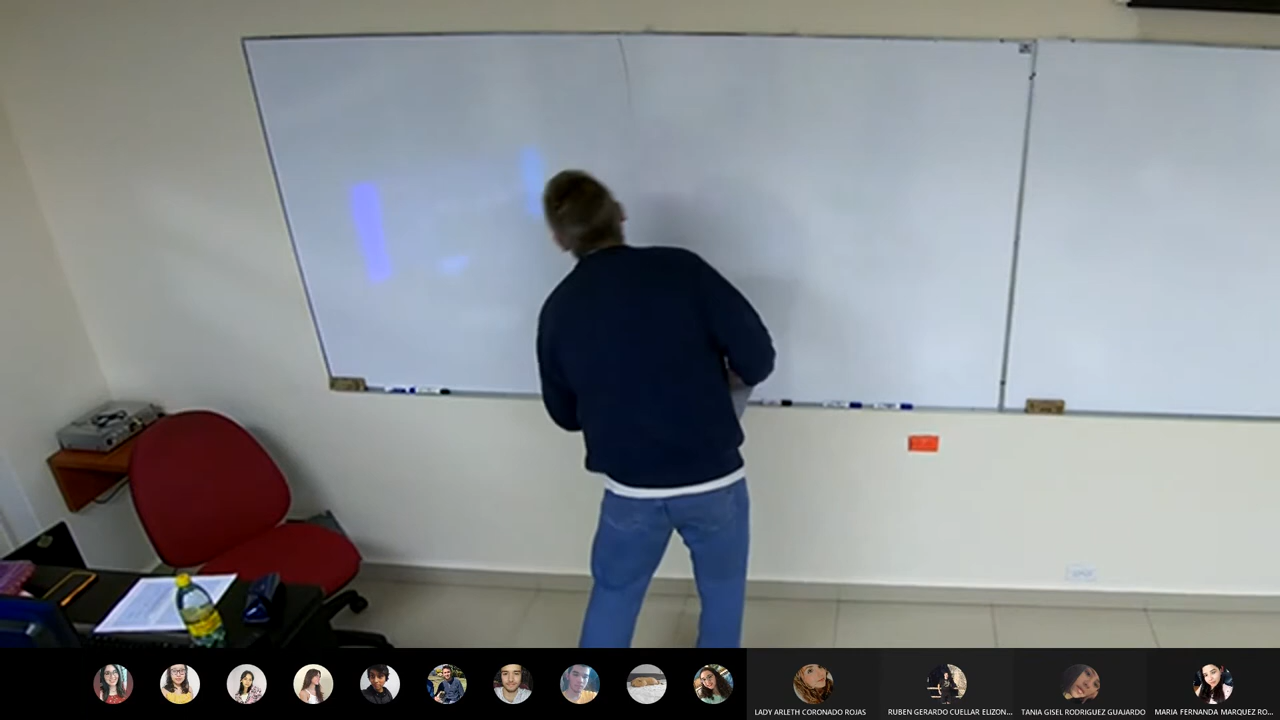 LADY ARLETH CORONADO ROJAS
RUBEN GERARDO CUELLAR ELIZON...
TANIA GISEL RODRIGUEZ GUAJARDO
MARIA FERNANDA MARQUEZ RO...